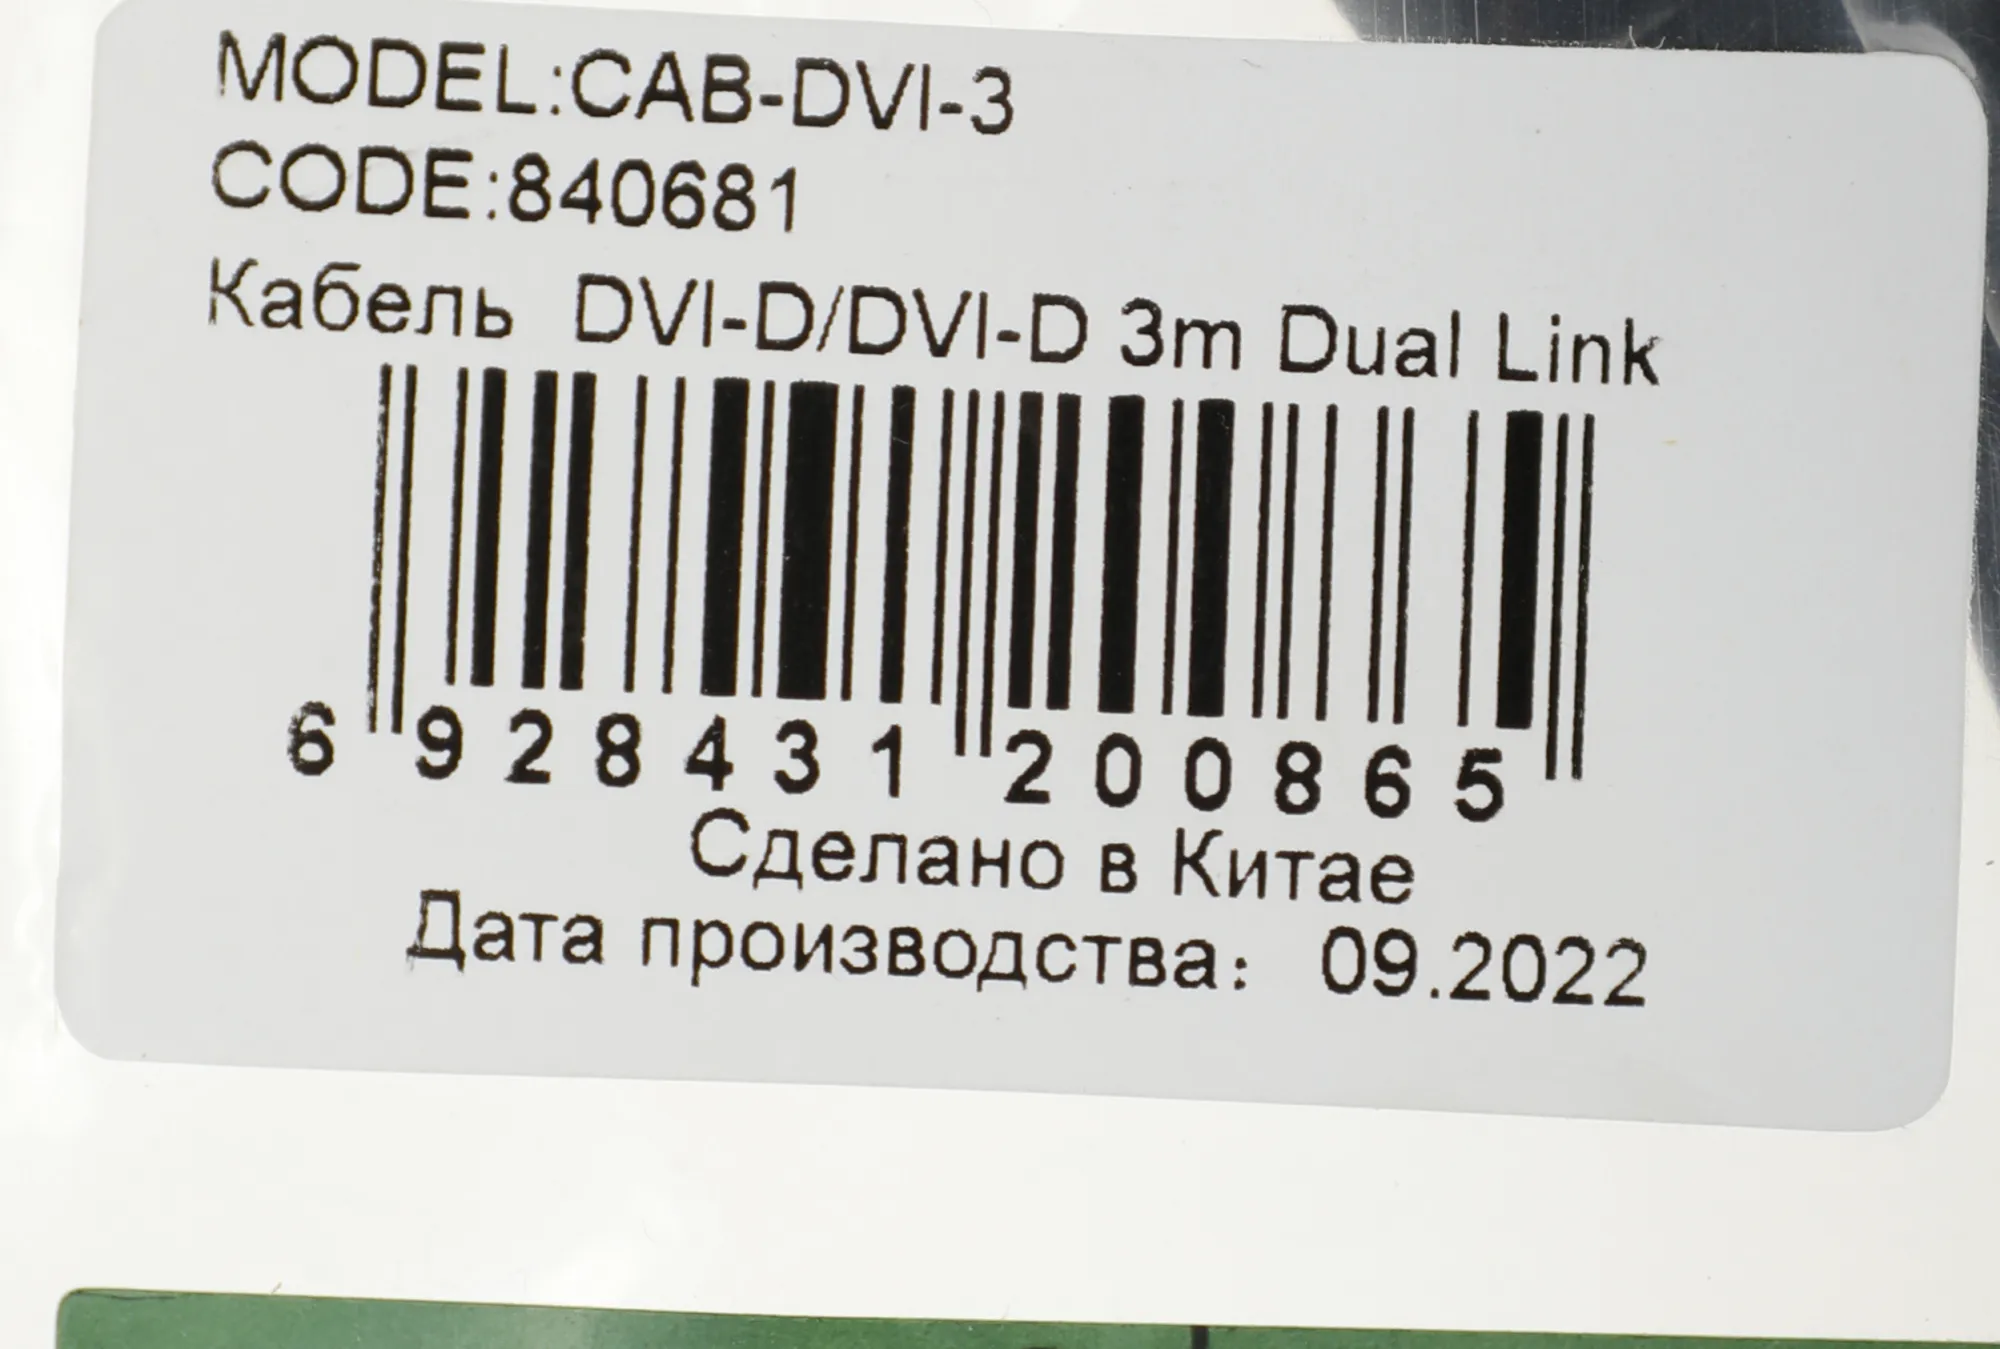 MODEL:CAB-DVI-3
CODE:840681
Кабель DVI-D/DVI-D 3m Dual Link
6 928431 200865
Сделано в Китае
Дата производства: 09.2022